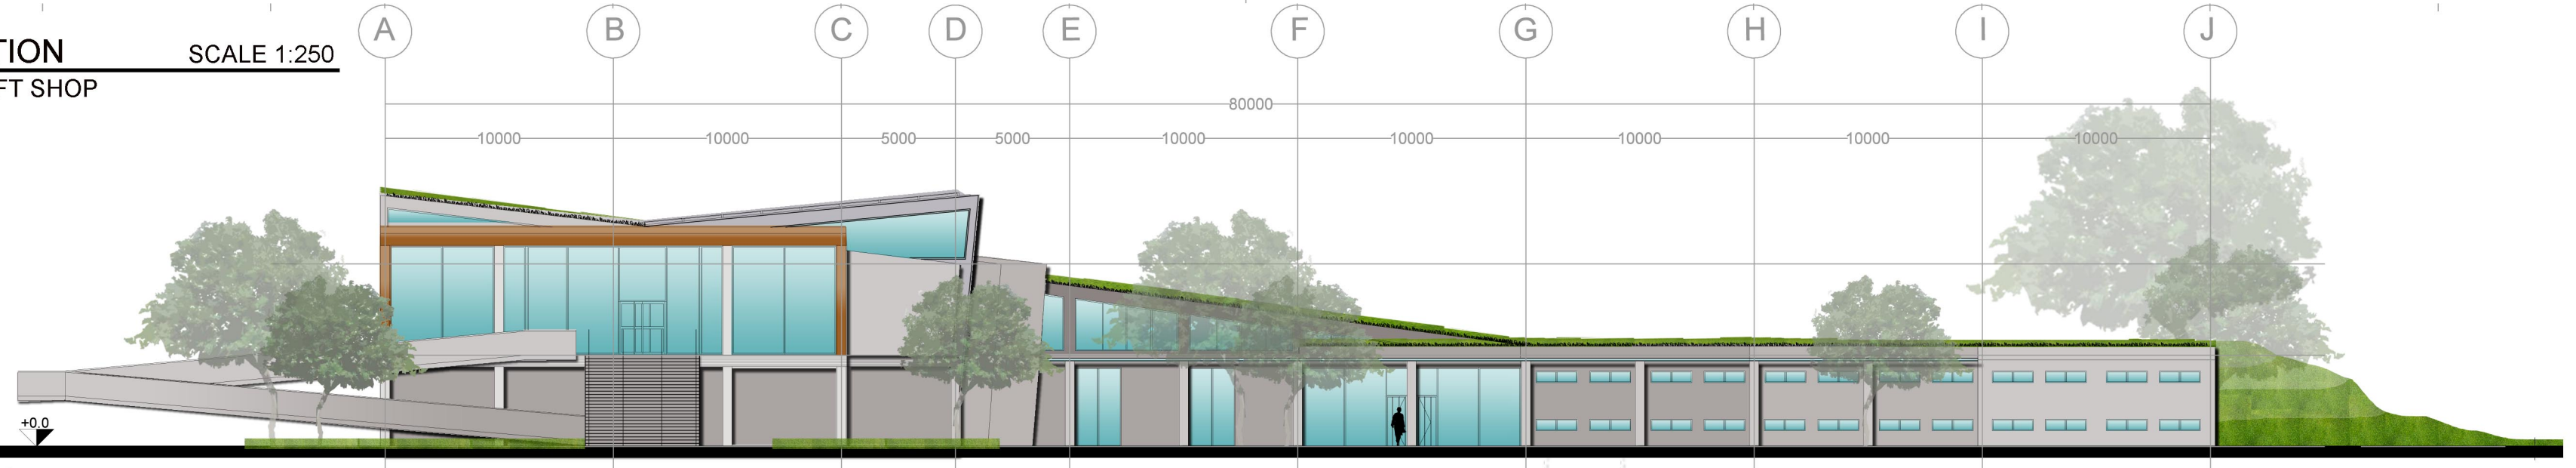 A B C D E F G H I J
TION SCALE 1:250
FT SHOP
80000
10000 10000 5000 5000 10000 10000 10000 10000 10000
+0.0